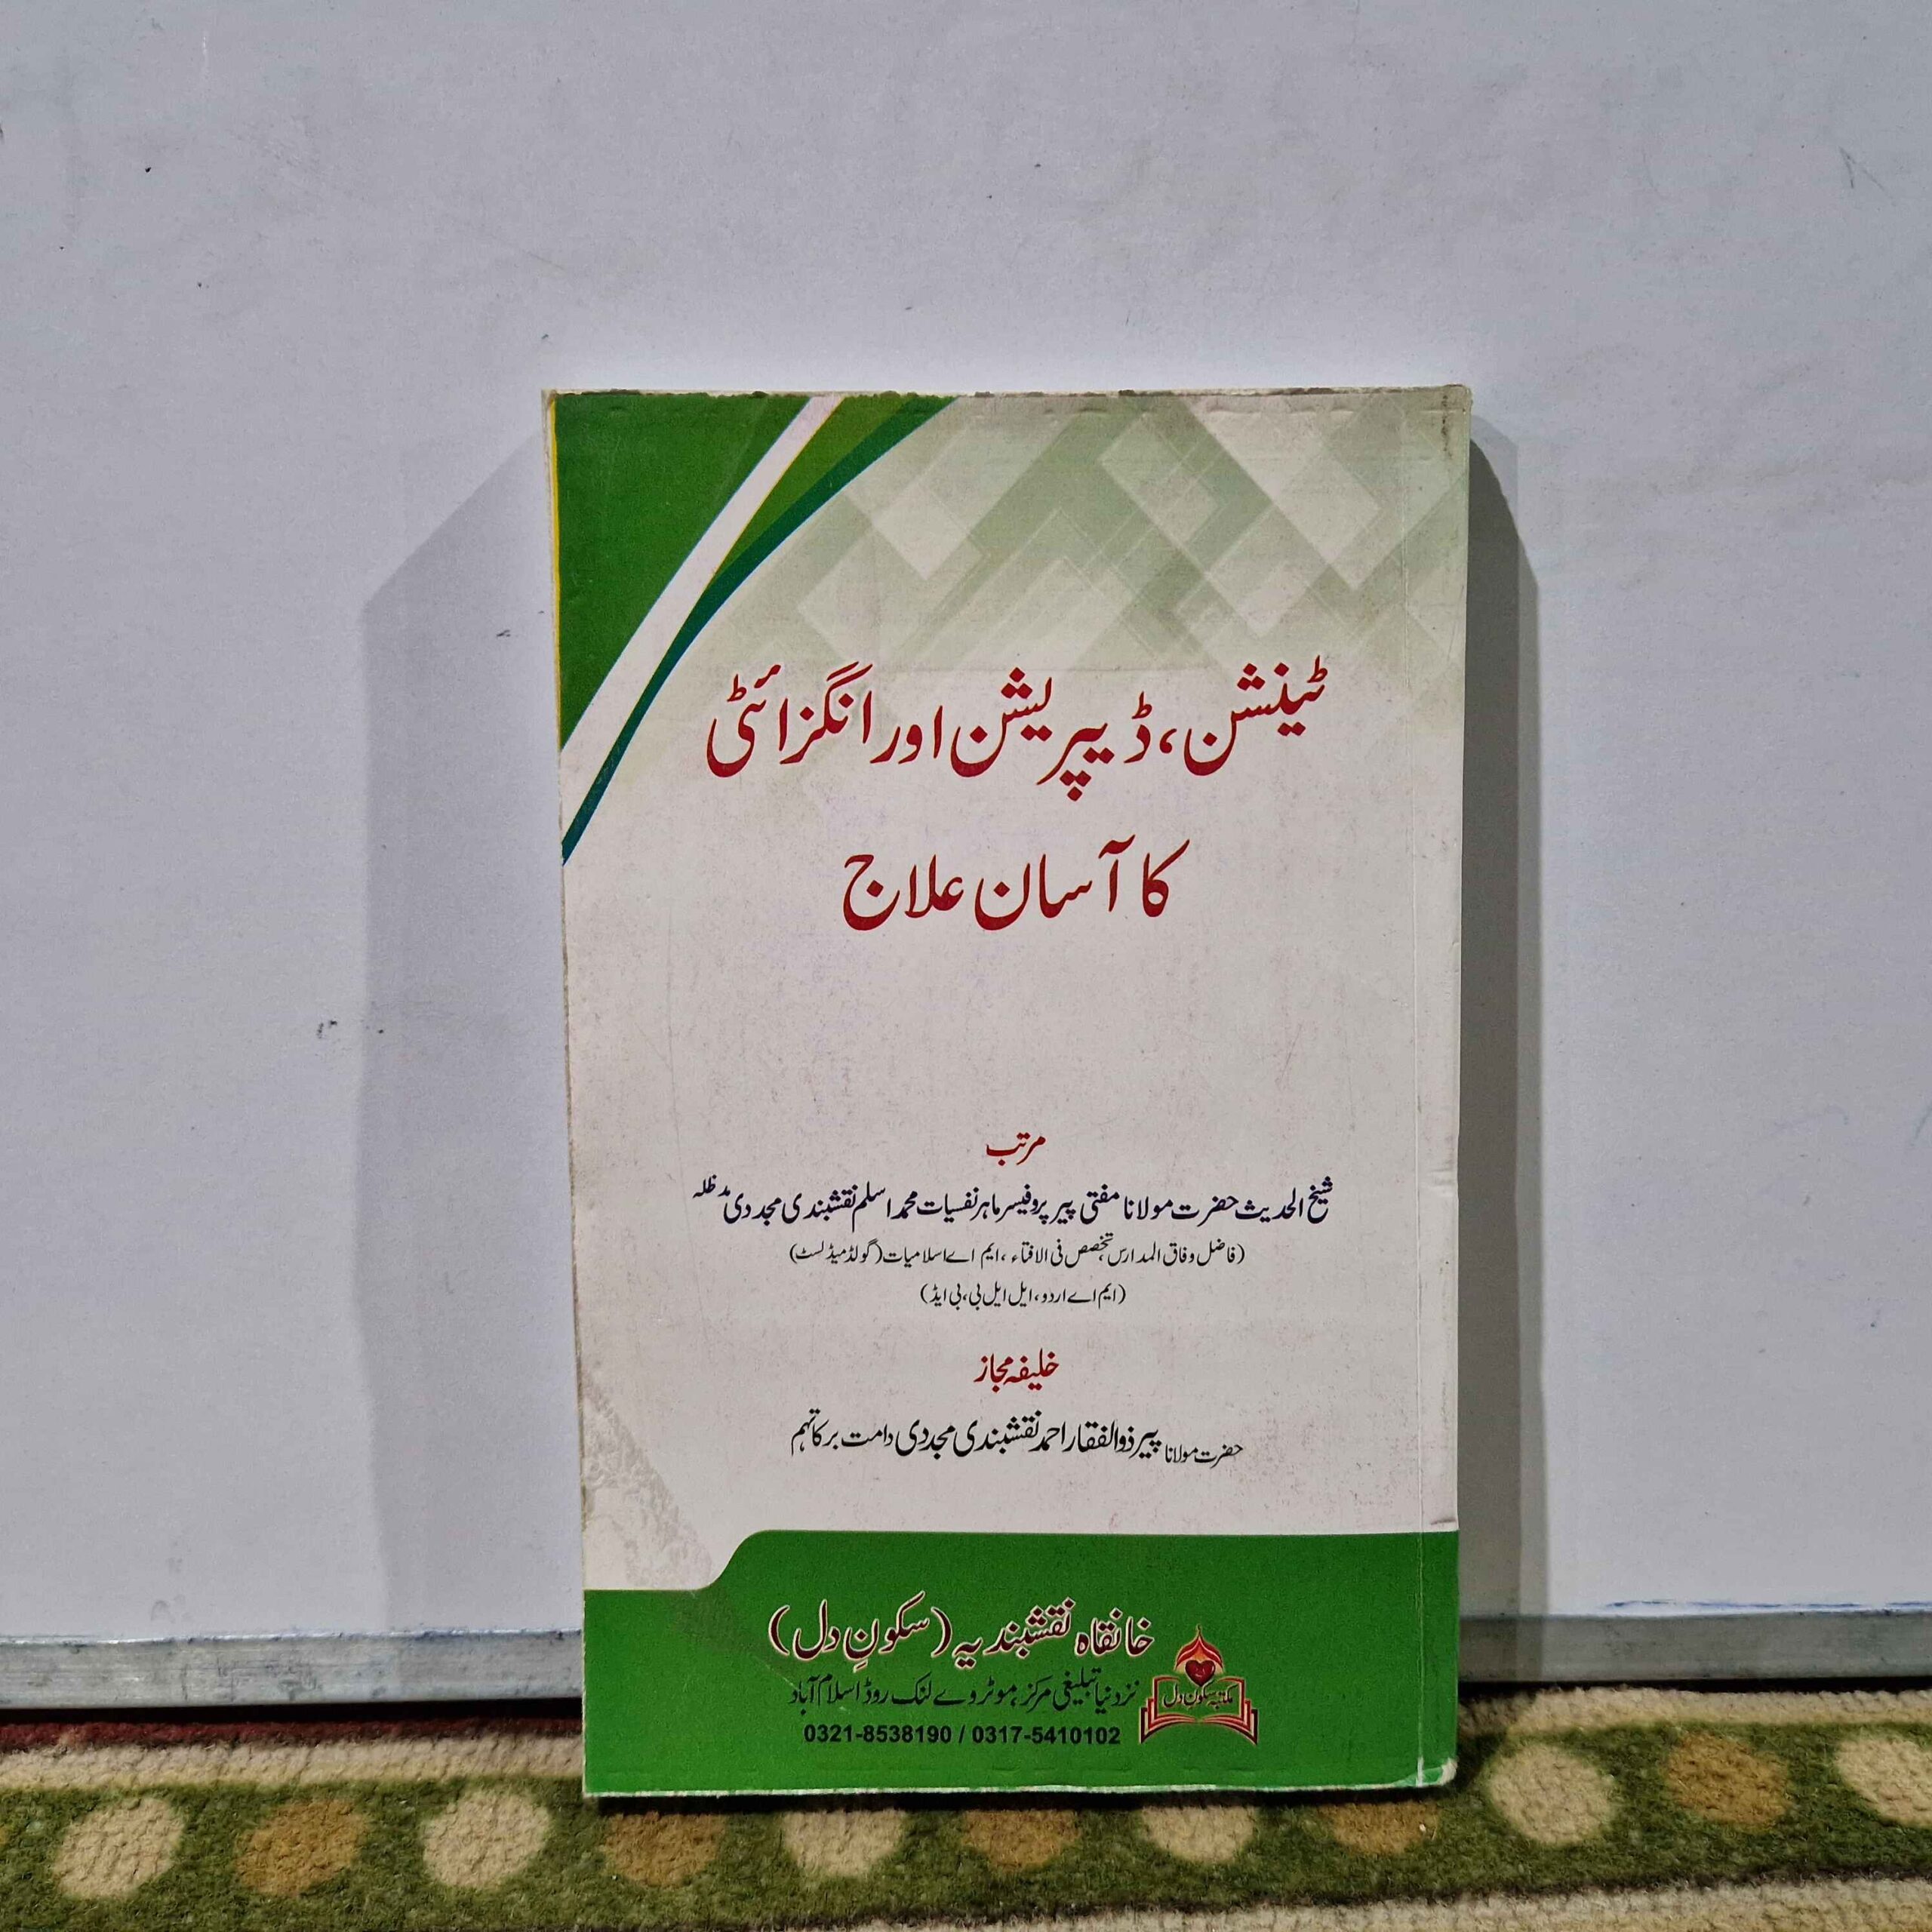 ٹینشن، ڈیپریشن اور انگزائٹی
کا آسان علاج
مرتب
شیخ الحدیث حضرت مولانا مفتی پیر پروفیسر ماہر نفسیات محمد اسلم نقشبندی مجددی مدظلہ
(فاضل وفاق المدارس، تخصص فی الافتاء، ایم اے اسلامیات (گولڈ میڈلسٹ)
(ایم اے اردو، ایل ایل بی، بی ایڈ)
خلیفہ مجاز
حضرت مولانا پیر ذوالفقار احمد نقشبندی مجددی دامت برکاتہم
خانقاہ نقشبندیہ (سکونِ دل)
نزد نیا تبلیغی مرکز، موٹروے لنک روڈ اسلام آباد
0321-8538190 / 0317-5410102
مکتبہ سکون دل